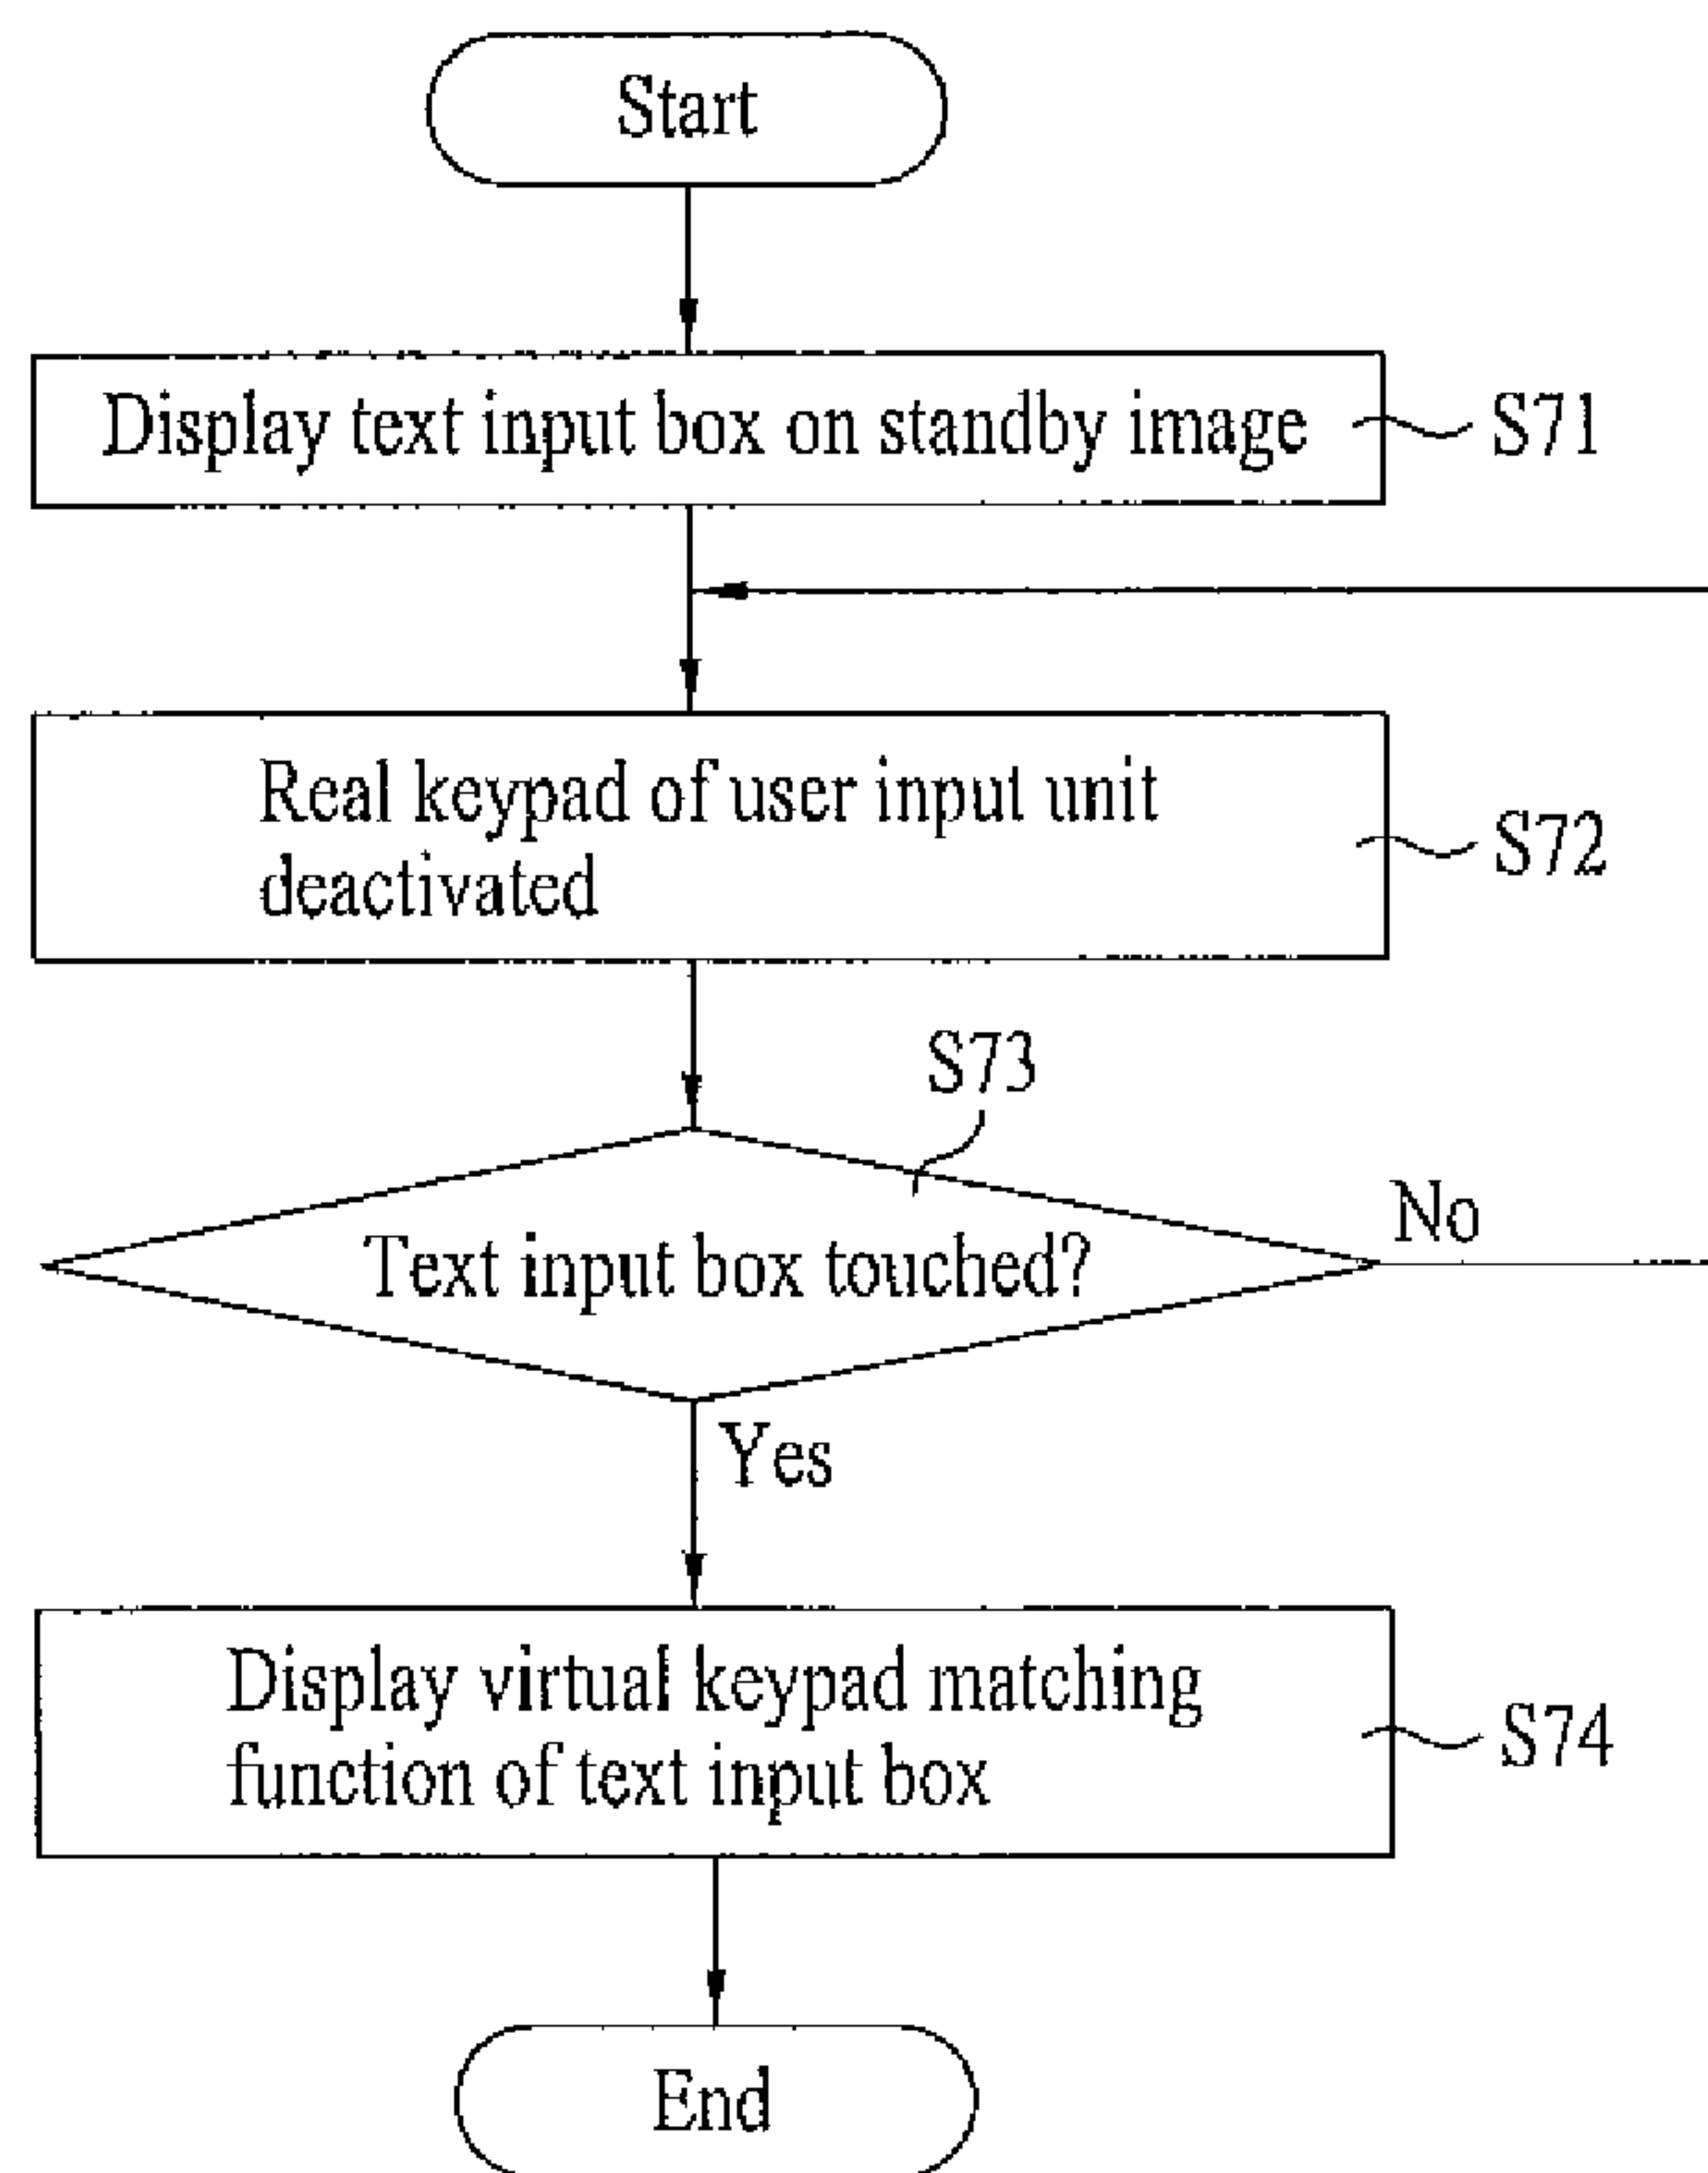 Start
Display text input box on standby image
S71
Real keypad of user input unit
deactivated
S72
S73
Text input box touched?
No
Yes
Display virtual keypad matching
function of text input box
S74
End